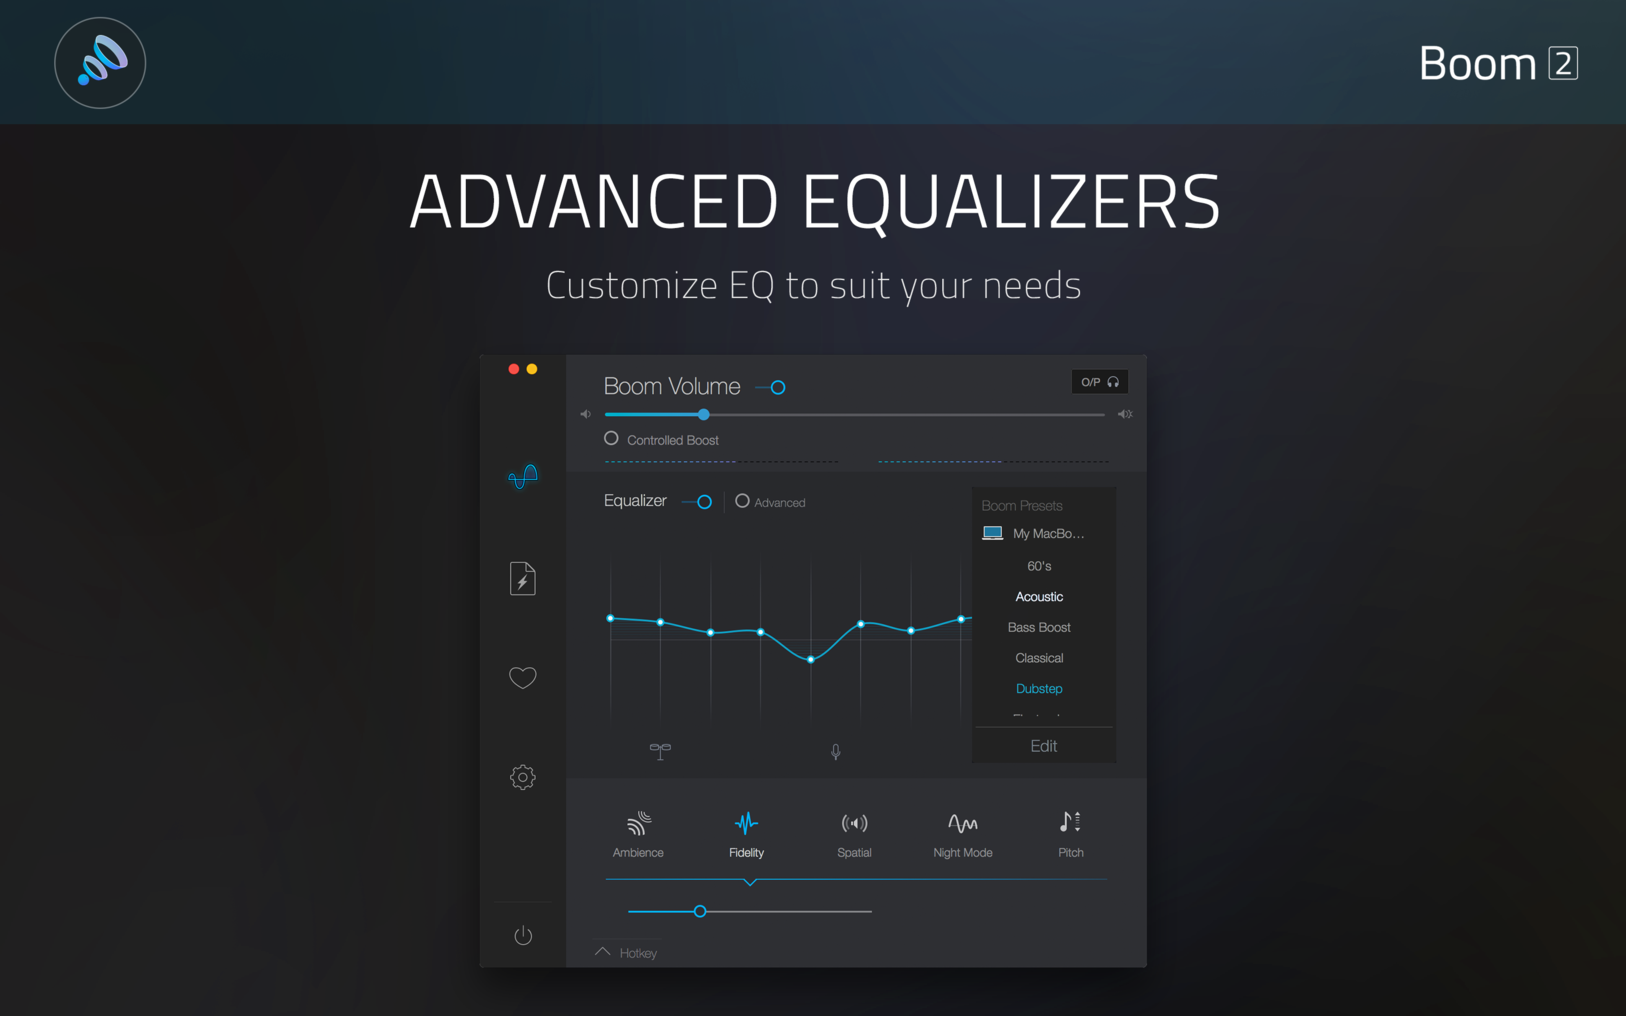 Boom 2
ADVANCED EQUALIZERS
Customize EQ to suit your needs
Boom Volume
O/P
Controlled Boost
Equalizer
Advanced
Boom Presets
My MacBo...
60's
Acoustic
Bass Boost
Classical
Dubstep
Edit
Ambience
Fidelity
Spatial
Night Mode
Pitch
Hotkey